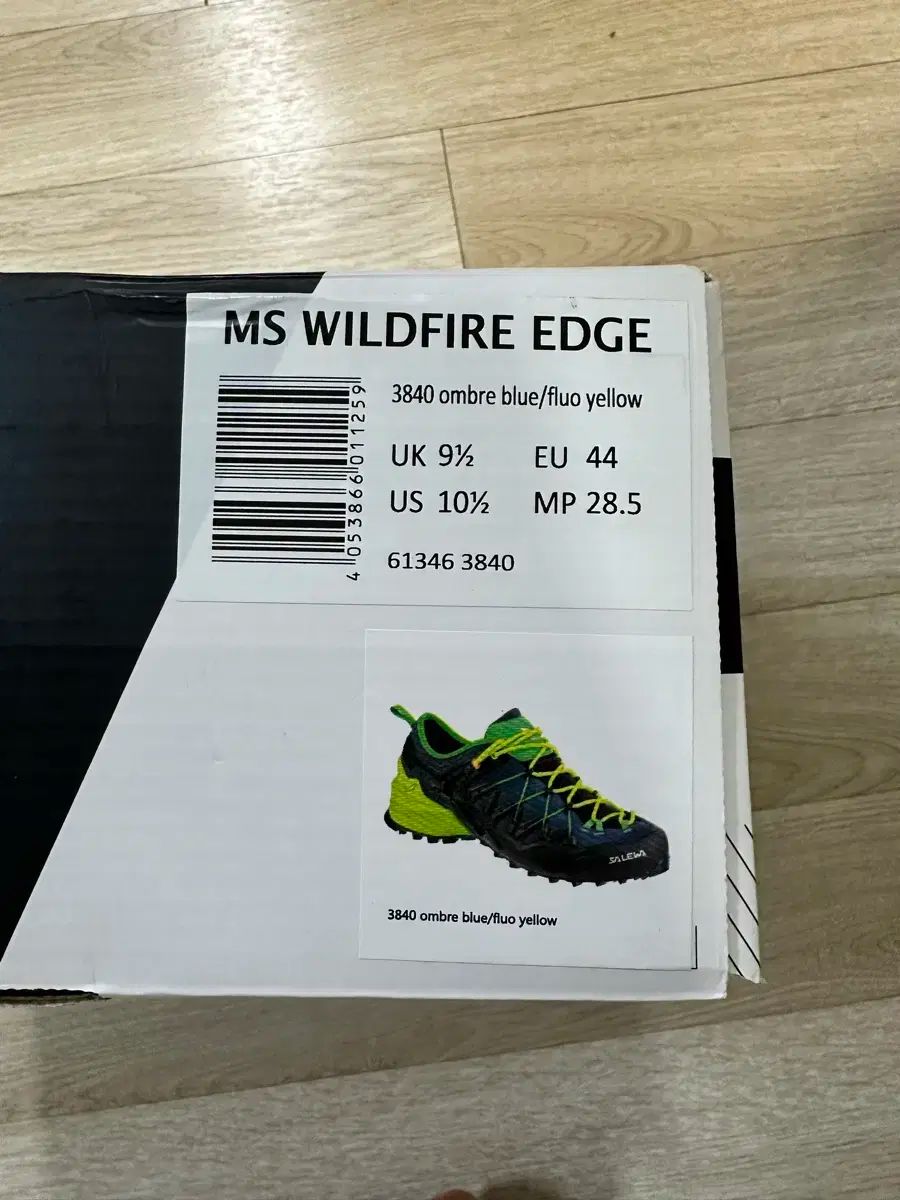 MS WILDFIRE EDGE
3840 ombre blue/fluo yellow
UK 9½ EU 44
US 10½ MP 28.5
61346 3840
4 053866 011259
SALEWA
3840 ombre blue/fluo yellow